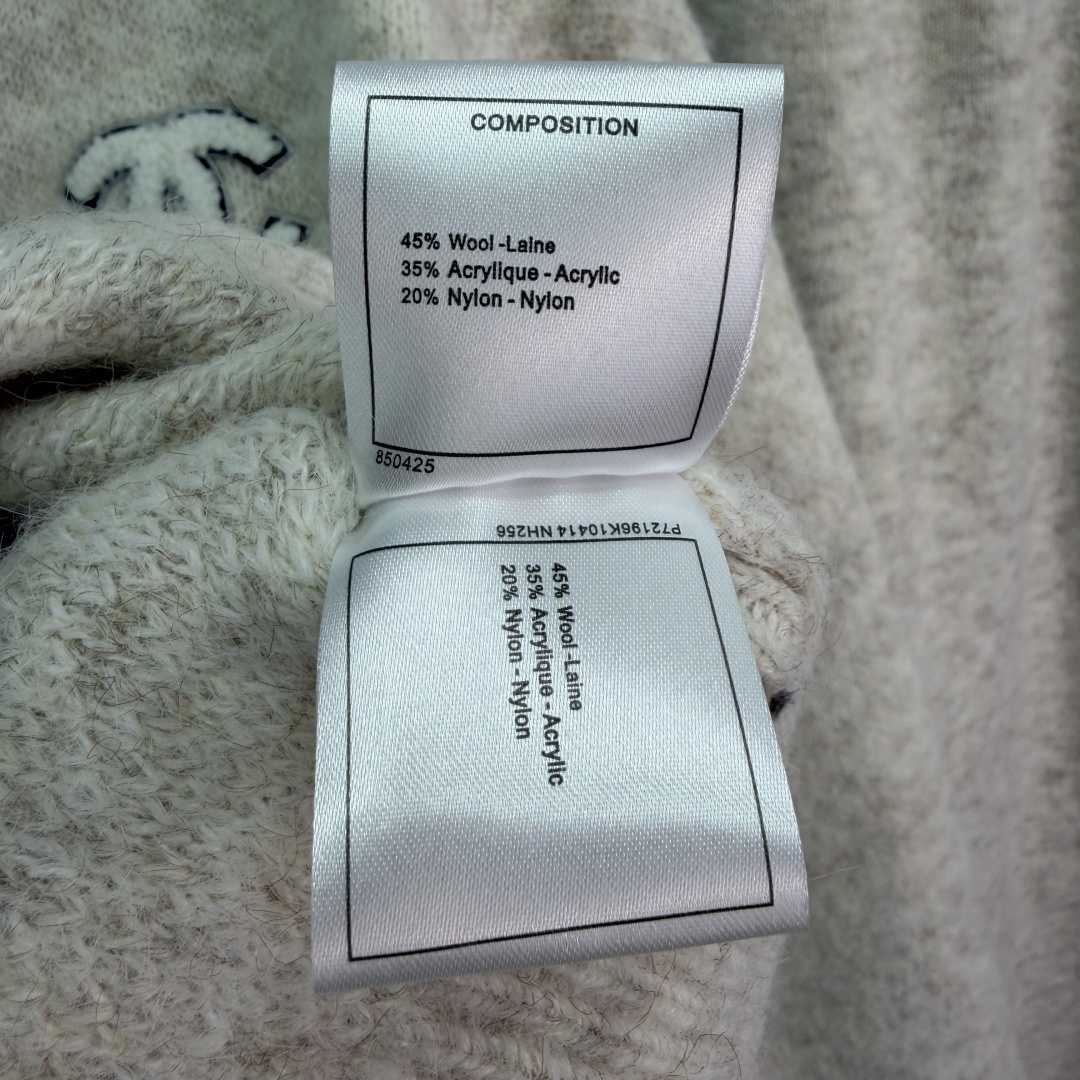 COMPOSITION
45% Wool -Laine
35% Acrylique - Acrylic
20% Nylon - Nylon
850425
P72196K10414 NH256
45% Wool -Laine
35% Acrylique - Acrylic
20% Nylon - Nylon